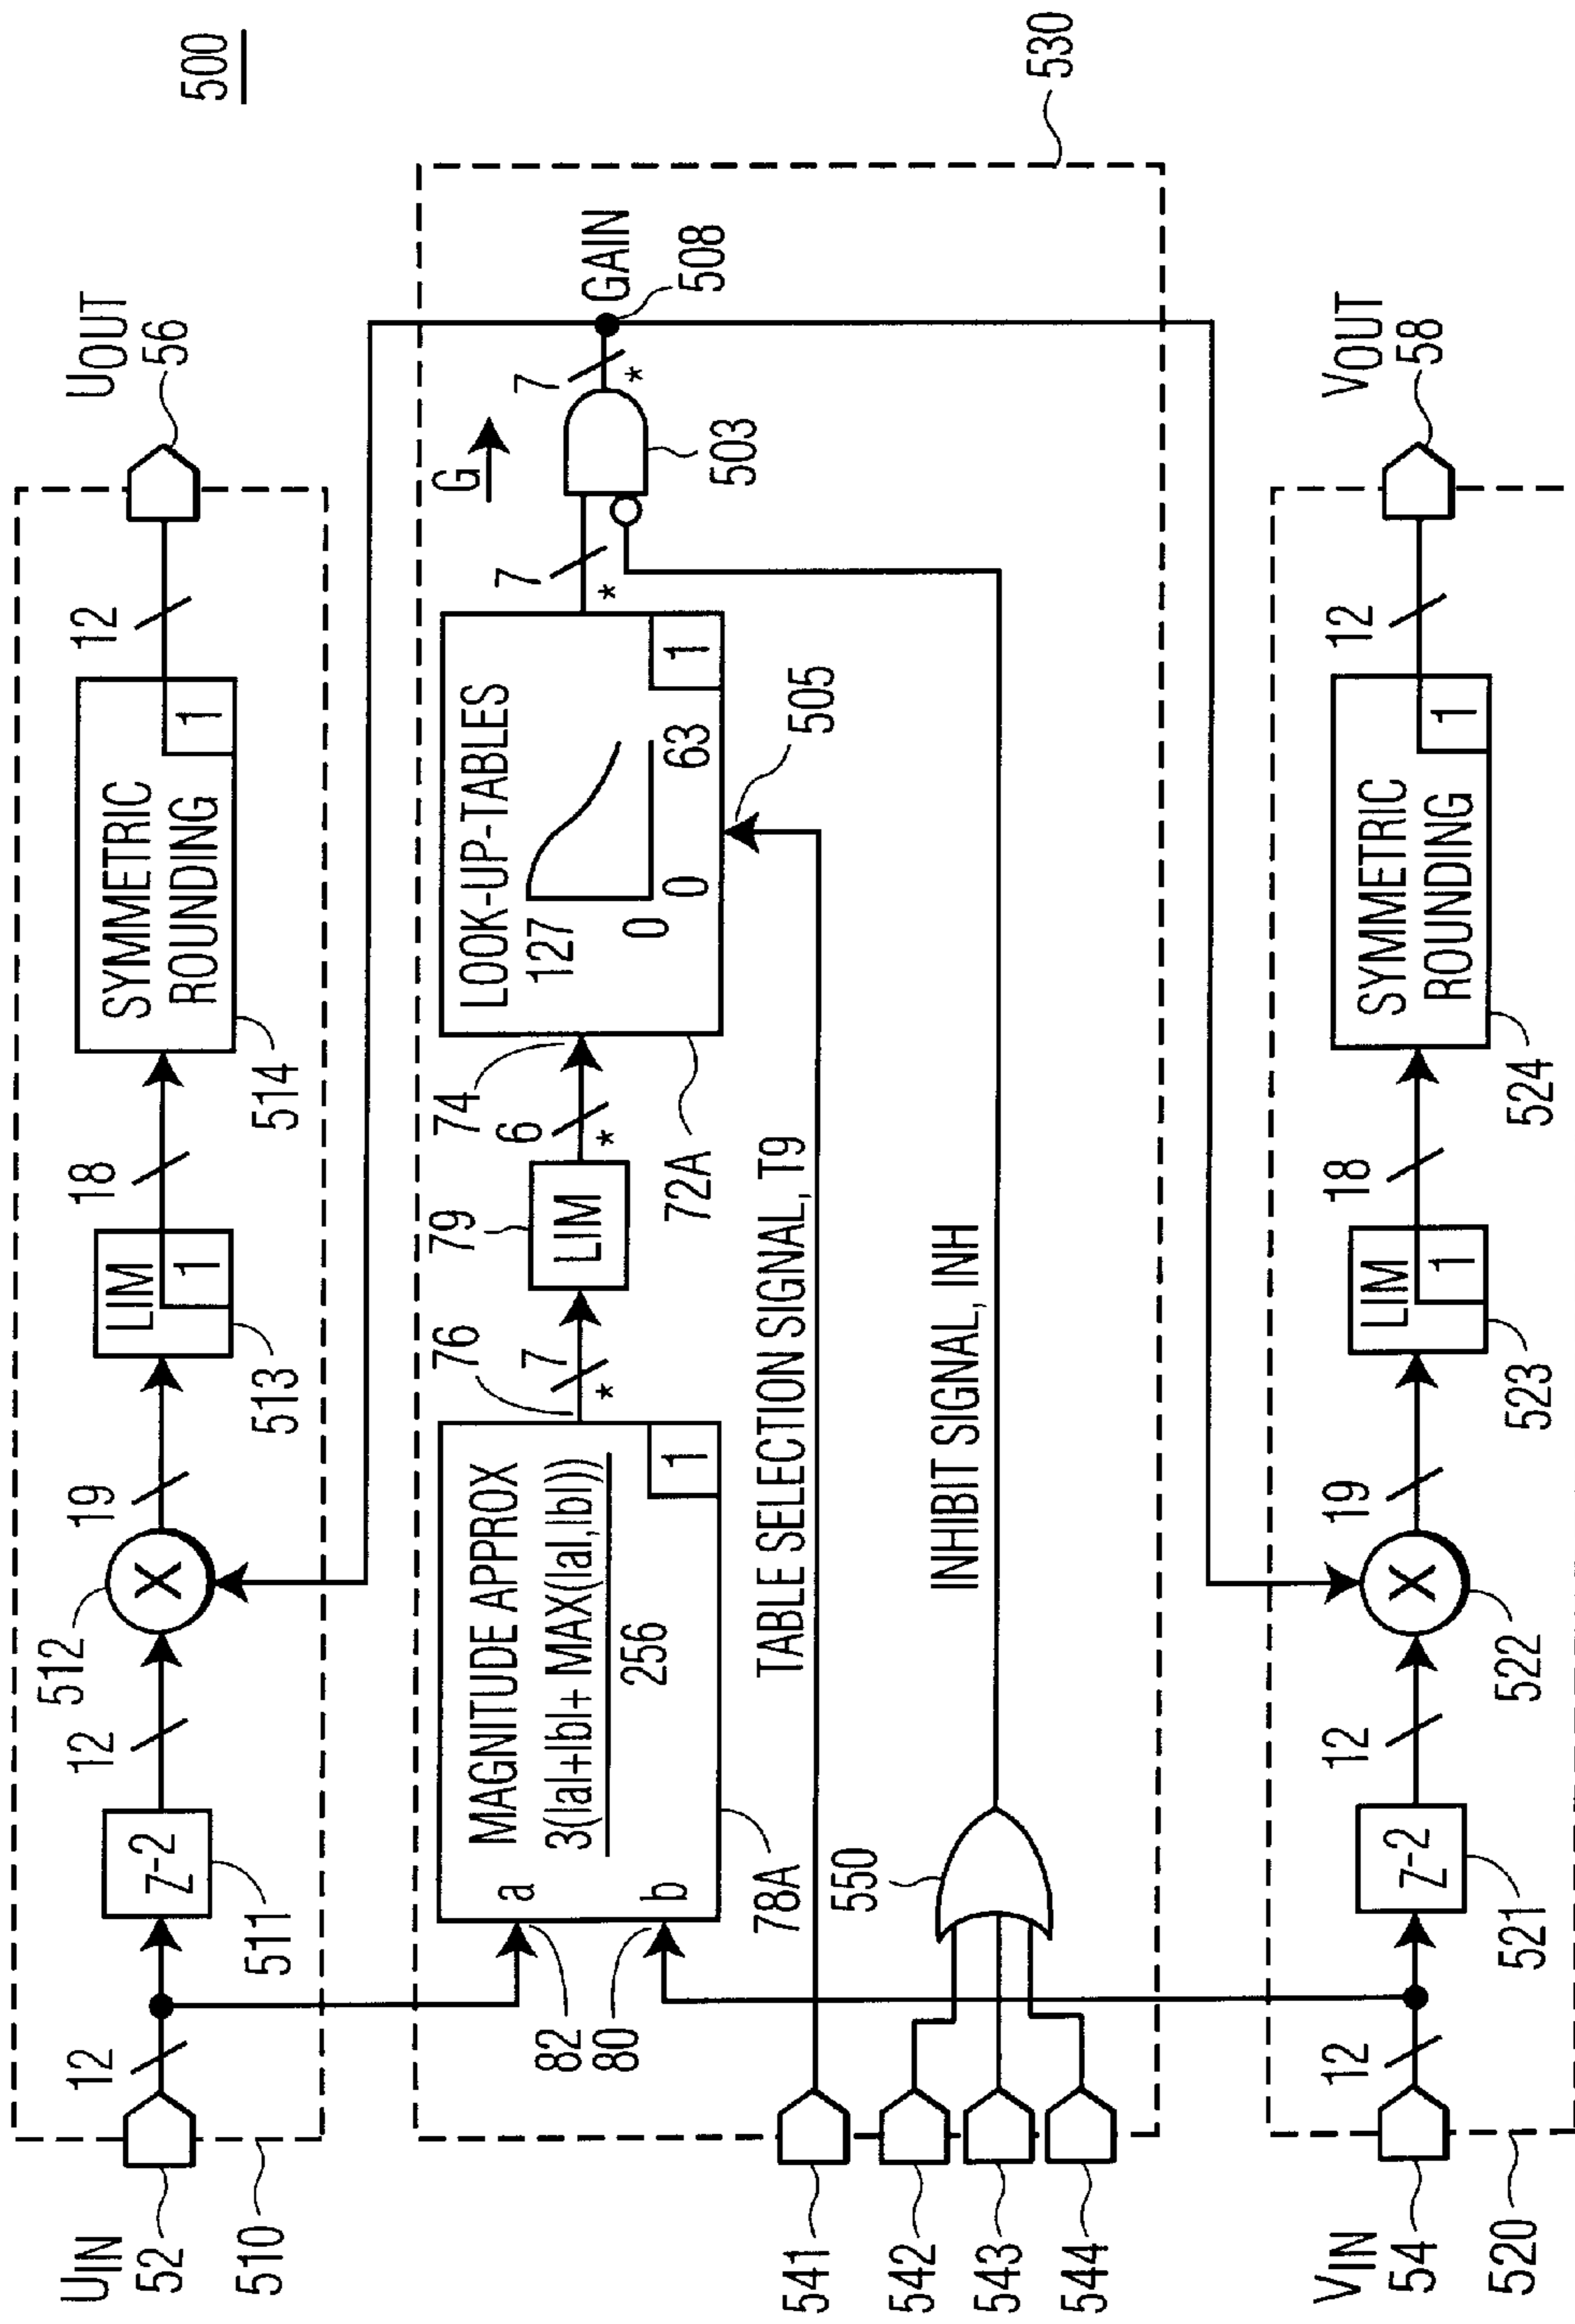 500
U_IN
52
510
12
Z-2
511
12
X
512
19
LIM
1
513
18
SYMMETRIC
ROUNDING
1
514
12
U_OUT
56
530
a
b
82
80
MAGNITUDE APPROX
3(|a|+|b|+ MAX(|a|,|b|))
256
1
78A
76
7
*
79
LIM
6
*
74
LOOK-UP-TABLES
127
0
0
63
1
72A
505
7
*
G
503
7
*
GAIN
508
TABLE SELECTION SIGNAL, T9
INHIBIT SIGNAL, INH
550
541
542
543
544
V_IN
54
520
12
Z-2
521
12
X
522
19
LIM
1
523
18
SYMMETRIC
ROUNDING
1
524
12
V_OUT
58